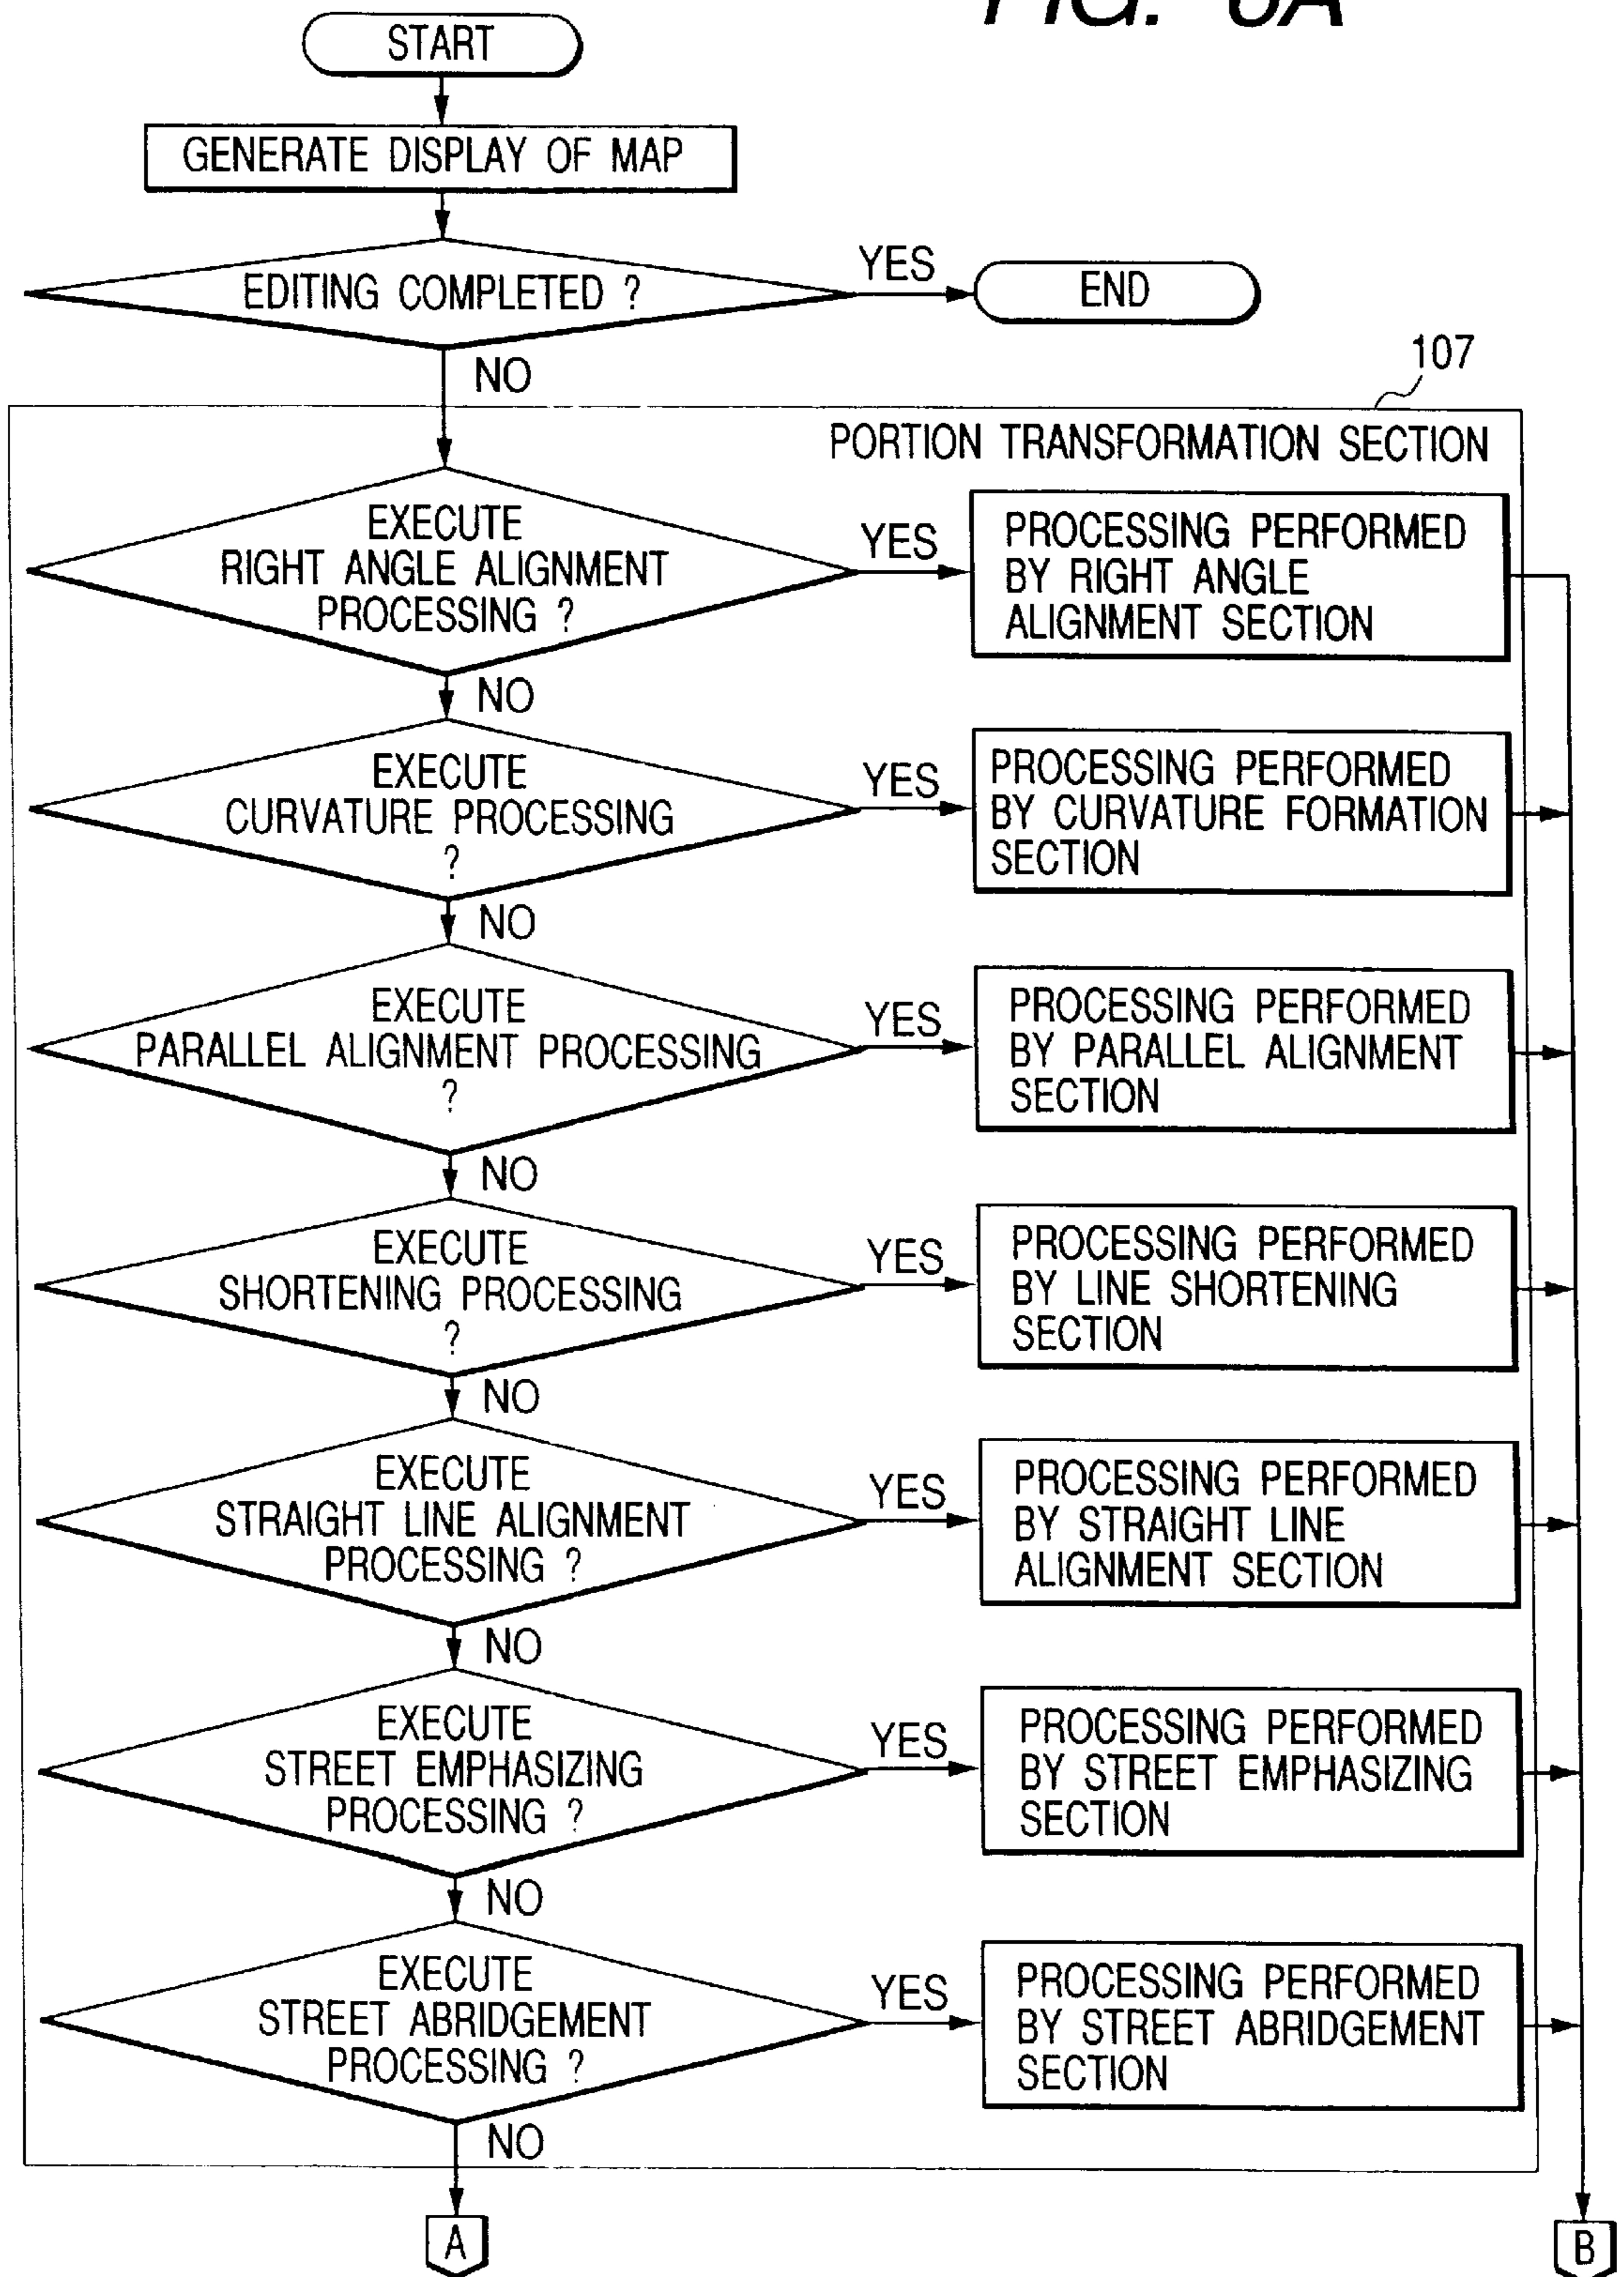 FIG.
START
GENERATE DISPLAY OF MAP
EDITING COMPLETED ?
YES
END
NO
107
PORTION TRANSFORMATION SECTION
EXECUTE
RIGHT ANGLE ALIGNMENT
PROCESSING ?
YES
PROCESSING PERFORMED
BY RIGHT ANGLE
ALIGNMENT SECTION
NO
EXECUTE
CURVATURE PROCESSING
?
YES
PROCESSING PERFORMED
BY CURVATURE FORMATION
SECTION
NO
EXECUTE
PARALLEL ALIGNMENT PROCESSING
?
YES
PROCESSING PERFORMED
BY PARALLEL ALIGNMENT
SECTION
NO
EXECUTE
SHORTENING PROCESSING
?
YES
PROCESSING PERFORMED
BY LINE SHORTENING
SECTION
NO
EXECUTE
STRAIGHT LINE ALIGNMENT
PROCESSING ?
YES
PROCESSING PERFORMED
BY STRAIGHT LINE
ALIGNMENT SECTION
NO
EXECUTE
STREET EMPHASIZING
PROCESSING ?
YES
PROCESSING PERFORMED
BY STREET EMPHASIZING
SECTION
NO
EXECUTE
STREET ABRIDGEMENT
PROCESSING ?
YES
PROCESSING PERFORMED
BY STREET ABRIDGEMENT
SECTION
NO
A
B